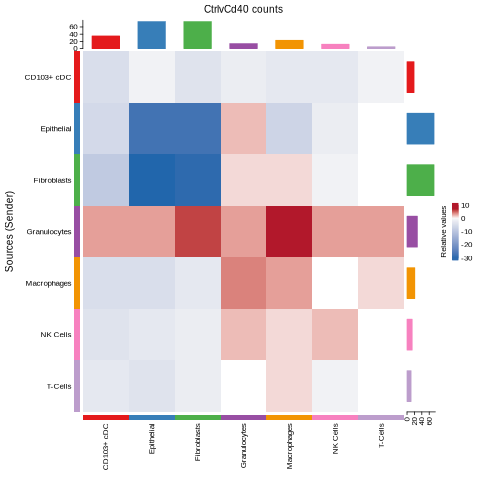 CtrlvCd40 counts
60
40
20
0
CD103+ cDC
Epithelial
Fibroblasts
Granulocytes
Macrophages
NK Cells
T-Cells
Sources (Sender)
Relative values
10
0
-10
-20
-30
0
20
40
60
CD103+ cDC
Epithelial
Fibroblasts
Granulocytes
Macrophages
NK Cells
T-Cells